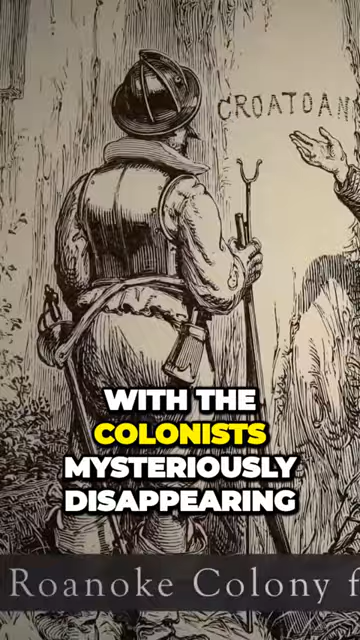 CROATOAN
WITH THE
COLONISTS
MYSTERIOUSLY
DISAPPEARING
Roanoke Colony f